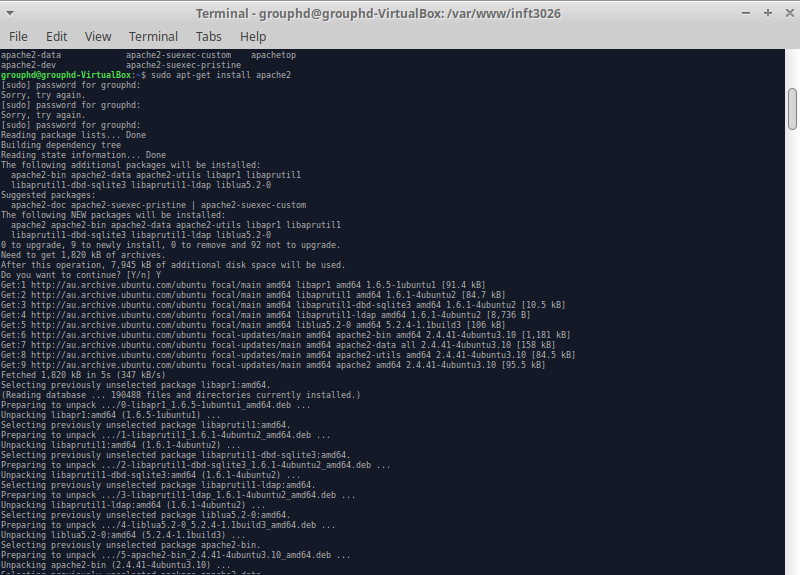 Terminal - grouphd@grouphd-VirtualBox: /var/www/inft3026
File Edit View Terminal Tabs Help
apache2-data apache2-suexec-custom apachetop
apache2-dev apache2-suexec-pristine
grouphd@grouphd-VirtualBox:~$ sudo apt-get install apache2
[sudo] password for grouphd:
Sorry, try again.
[sudo] password for grouphd:
Sorry, try again.
[sudo] password for grouphd:
Reading package lists... Done
Building dependency tree
Reading state information... Done
The following additional packages will be installed:
apache2-bin apache2-data apache2-utils libapr1 libaprutil1
libaprutil1-dbd-sqlite3 libaprutil1-ldap liblua5.2-0
Suggested packages:
apache2-doc apache2-suexec-pristine | apache2-suexec-custom
The following NEW packages will be installed:
apache2 apache2-bin apache2-data apache2-utils libapr1 libaprutil1
libaprutil1-dbd-sqlite3 libaprutil1-ldap liblua5.2-0
0 to upgrade, 9 to newly install, 0 to remove and 92 not to upgrade.
Need to get 1,820 kB of archives.
After this operation, 7,945 kB of additional disk space will be used.
Do you want to continue? [Y/n] Y
Get:1 http://au.archive.ubuntu.com/ubuntu focal/main amd64 libapr1 amd64 1.6.5-1ubuntu1 [91.4 kB]
Get:2 http://au.archive.ubuntu.com/ubuntu focal/main amd64 libaprutil1 amd64 1.6.1-4ubuntu2 [84.7 kB]
Get:3 http://au.archive.ubuntu.com/ubuntu focal/main amd64 libaprutil1-dbd-sqlite3 amd64 1.6.1-4ubuntu2 [10.5 kB]
Get:4 http://au.archive.ubuntu.com/ubuntu focal/main amd64 libaprutil1-ldap amd64 1.6.1-4ubuntu2 [8,736 B]
Get:5 http://au.archive.ubuntu.com/ubuntu focal/main amd64 liblua5.2-0 amd64 5.2.4-1.1build3 [106 kB]
Get:6 http://au.archive.ubuntu.com/ubuntu focal-updates/main amd64 apache2-bin amd64 2.4.41-4ubuntu3.10 [1,181 kB]
Get:7 http://au.archive.ubuntu.com/ubuntu focal-updates/main amd64 apache2-data all 2.4.41-4ubuntu3.10 [158 kB]
Get:8 http://au.archive.ubuntu.com/ubuntu focal-updates/main amd64 apache2-utils amd64 2.4.41-4ubuntu3.10 [84.5 kB]
Get:9 http://au.archive.ubuntu.com/ubuntu focal-updates/main amd64 apache2 amd64 2.4.41-4ubuntu3.10 [95.5 kB]
Fetched 1,820 kB in 5s (347 kB/s)
Selecting previously unselected package libapr1:amd64.
(Reading database ... 190488 files and directories currently installed.)
Preparing to unpack .../0-libapr1_1.6.5-1ubuntu1_amd64.deb ...
Unpacking libapr1:amd64 (1.6.5-1ubuntu1) ...
Selecting previously unselected package libaprutil1:amd64.
Preparing to unpack .../1-libaprutil1_1.6.1-4ubuntu2_amd64.deb ...
Unpacking libaprutil1:amd64 (1.6.1-4ubuntu2) ...
Selecting previously unselected package libaprutil1-dbd-sqlite3:amd64.
Preparing to unpack .../2-libaprutil1-dbd-sqlite3_1.6.1-4ubuntu2_amd64.deb ...
Unpacking libaprutil1-dbd-sqlite3:amd64 (1.6.1-4ubuntu2) ...
Selecting previously unselected package libaprutil1-ldap:amd64.
Preparing to unpack .../3-libaprutil1-ldap_1.6.1-4ubuntu2_amd64.deb ...
Unpacking libaprutil1-ldap:amd64 (1.6.1-4ubuntu2) ...
Selecting previously unselected package liblua5.2-0:amd64.
Preparing to unpack .../4-liblua5.2-0_5.2.4-1.1build3_amd64.deb ...
Unpacking liblua5.2-0:amd64 (5.2.4-1.1build3) ...
Selecting previously unselected package apache2-bin.
Preparing to unpack .../5-apache2-bin_2.4.41-4ubuntu3.10_amd64.deb ...
Unpacking apache2-bin (2.4.41-4ubuntu3.10) ...
Selecting previously unselected package apache2-data.